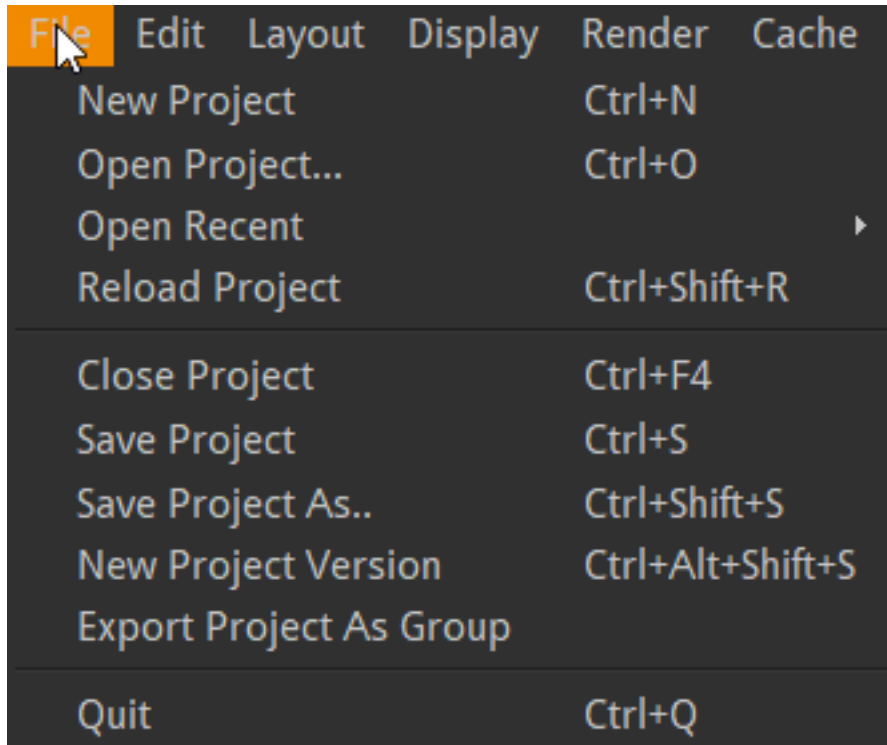 File Edit Layout Display Render Cache
New Project Ctrl+N
Open Project... Ctrl+O
Open Recent
Reload Project Ctrl+Shift+R
Close Project Ctrl+F4
Save Project Ctrl+S
Save Project As.. Ctrl+Shift+S
New Project Version Ctrl+Alt+Shift+S
Export Project As Group
Quit Ctrl+Q